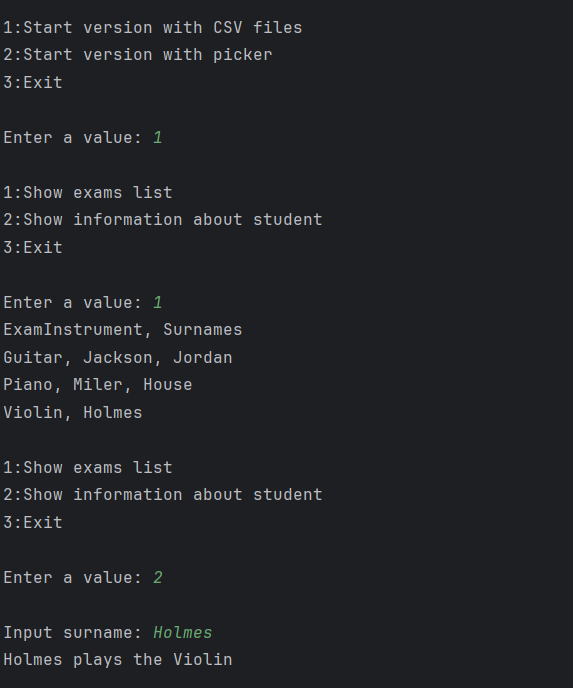 1:Start version with CSV files
2:Start version with picker
3:Exit
Enter a value: 1
1:Show exams list
2:Show information about student
3:Exit
Enter a value: 1
ExamInstrument, Surnames
Guitar, Jackson, Jordan
Piano, Miler, House
Violin, Holmes
1:Show exams list
2:Show information about student
3:Exit
Enter a value: 2
Input surname: Holmes
Holmes plays the Violin